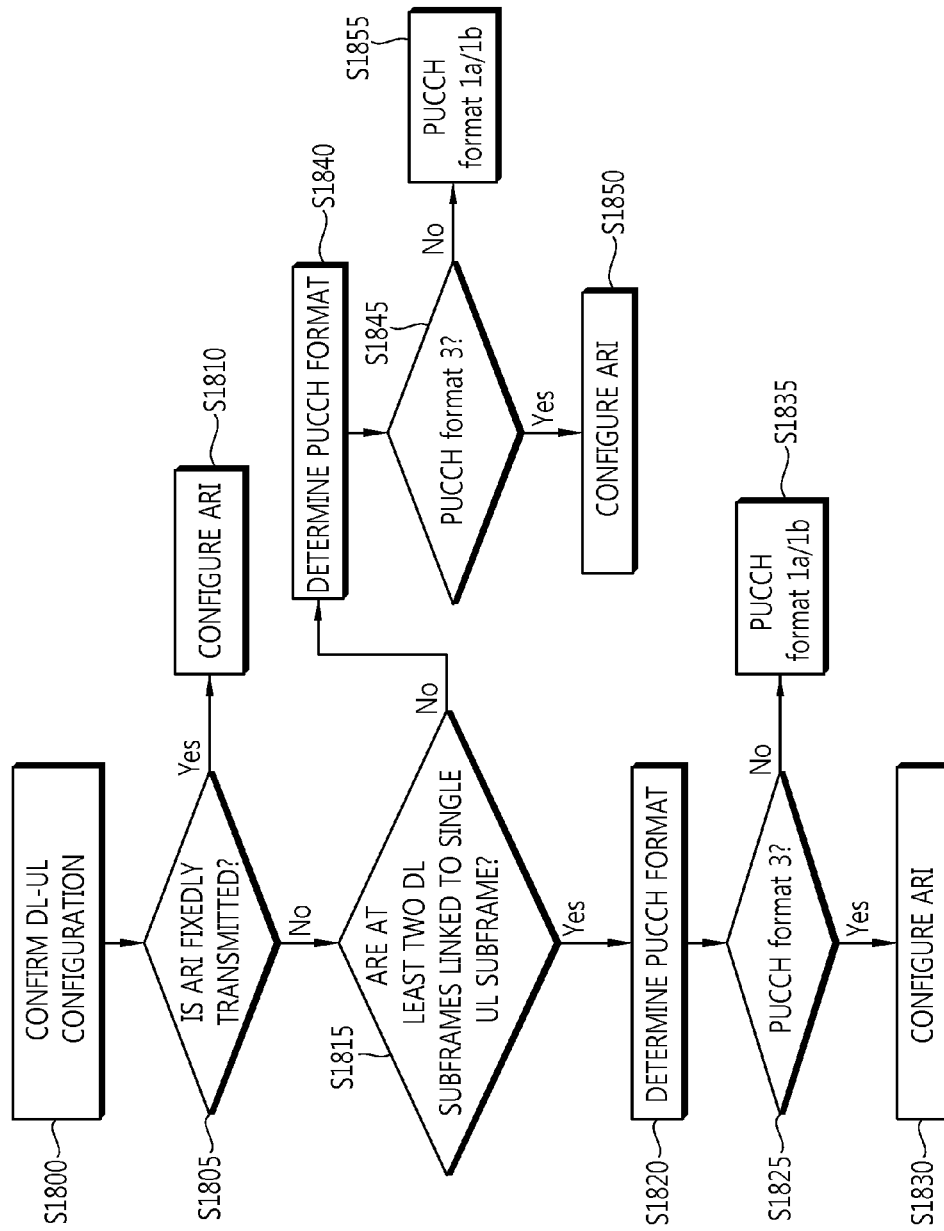 S1800
CONFIRM DL-UL
CONFIGURATION
S1805
IS ARI FIXEDLY
TRANSMITTED?
Yes
CONFIGURE ARI
S1810
No
S1815
ARE AT
LEAST TWO DL
SUBFRAMES LINKED TO SINGLE
UL SUBFRAME?
No
DETERMINE PUCCH FORMAT
S1840
S1845
PUCCH format 3?
No
PUCCH
format 1a/1b
S1855
Yes
CONFIGURE ARI
S1850
Yes
S1820
DETERMINE PUCCH FORMAT
S1825
PUCCH format 3?
No
PUCCH
format 1a/1b
S1835
Yes
S1830
CONFIGURE ARI